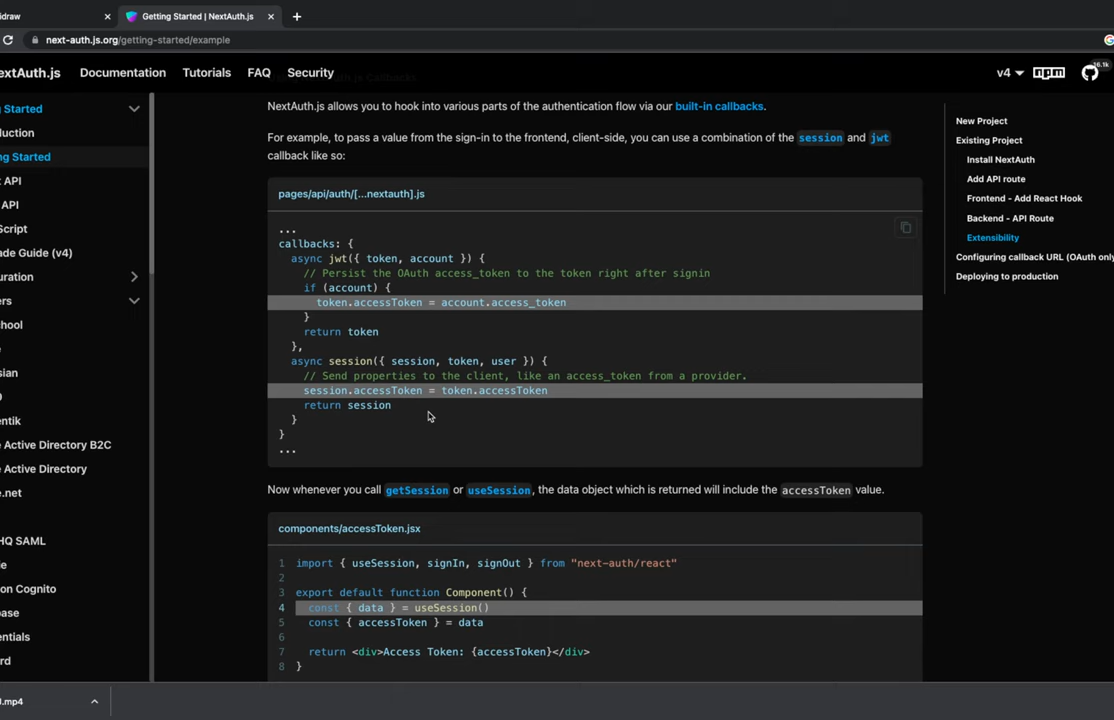 idraw
Getting Started | NextAuth.js
next-auth.js.org/getting-started/example
extAuth.js Documentation Tutorials FAQ Security v4 npm 16.1k
NextAuth.js allows you to hook into various parts of the authentication flow via our built-in callbacks.
For example, to pass a value from the sign-in to the frontend, client-side, you can use a combination of the session and jwt
callback like so:
pages/api/auth/[...nextauth].js
...
callbacks: {
async jwt({ token, account }) {
// Persist the OAuth access_token to the token right after signin
if (account) {
token.accessToken = account.access_token
}
return token
},
async session({ session, token, user }) {
// Send properties to the client, like an access_token from a provider.
session.accessToken = token.accessToken
return session
}
}
...
Now whenever you call getSession or useSession, the data object which is returned will include the accessToken value.
components/accessToken.jsx
1 import { useSession, signIn, signOut } from "next-auth/react"
2
3 export default function Component() {
4 const { data } = useSession()
5 const { accessToken } = data
6
7 return <div>Access Token: {accessToken}</div>
8 }
g Started
duction
ng Started
T API
API
Script
ade Guide (v4)
uration
ers
hool
e
sian
0
entik
e Active Directory B2C
e Active Directory
e.net
HQ SAML
e
on Cognito
base
entials
rd
New Project
Existing Project
Install NextAuth
Add API route
Frontend - Add React Hook
Backend - API Route
Extensibility
Configuring callback URL (OAuth only
Deploying to production
l.mp4